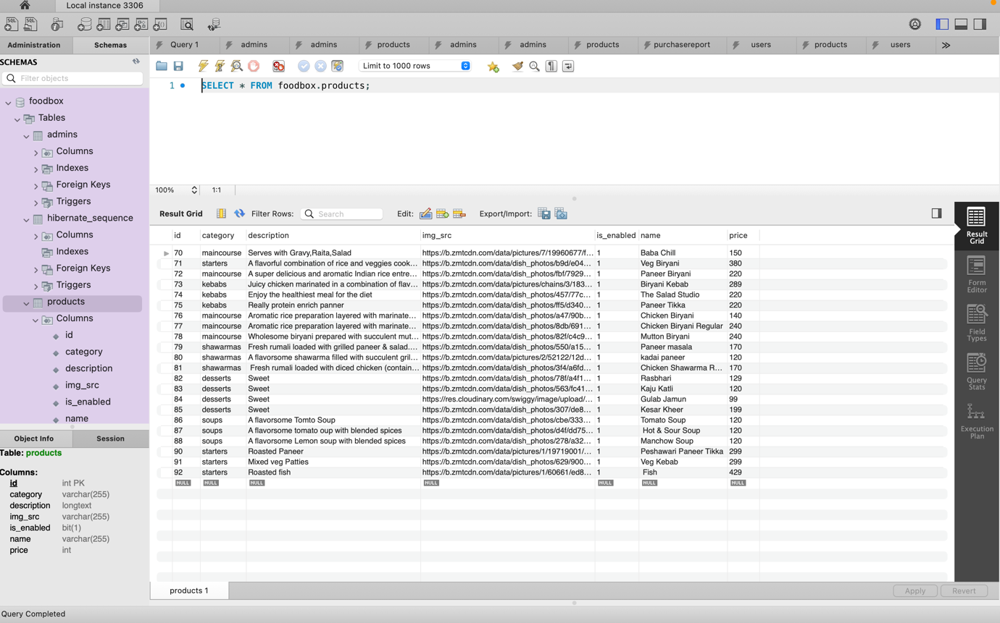 Local instance 3306
Administration Schemas
Query 1 admins admins products admins admins products purchasereport users products users
SCHEMAS
Filter objects
Limit to 1000 rows
1 SELECT * FROM foodbox.products;
foodbox
Tables
admins
Columns
Indexes
Foreign Keys
Triggers
hibernate_sequence
Columns
Indexes
Foreign Keys
Triggers
products
Columns
id
category
description
img_src
is_enabled
name
Object Info Session
Table: products
Columns:
id int PK
category varchar(255)
description longtext
img_src varchar(255)
is_enabled bit(1)
name varchar(255)
price int
100% 1:1
Result Grid Filter Rows: Search Edit: Export/Import:
id category description img_src is_enabled name price
70 maincourse Serves with Gravy,Raita,Salad https://b.zmtcdn.com/data/pictures/7/19960677/f... 1 Baba Chill 150
71 starters A flavorful combination of rice and veggies cook... https://b.zmtcdn.com/data/dish_photos/b9d/e04... 1 Veg Biryani 380
72 maincourse A super delicious and aromatic Indian rice entre... https://b.zmtcdn.com/data/dish_photos/fbf/7929... 1 Paneer Biryani 220
73 kebabs Juicy chicken marinated in a combination of flav... https://b.zmtcdn.com/data/pictures/chains/3/183... 1 Biryani Kebab 289
74 kebabs Enjoy the healthiest meal for the diet https://b.zmtcdn.com/data/dish_photos/457/77c... 1 The Salad Studio 220
75 kebabs Really protein enrich panner https://b.zmtcdn.com/data/dish_photos/ff5/d340... 1 Paneer Tikka 220
76 maincourse Aromatic rice preparation layered with marinate... https://b.zmtcdn.com/data/dish_photos/a47/90b... 1 Chicken Biryani 140
77 maincourse Aromatic rice preparation layered with marinate... https://b.zmtcdn.com/data/dish_photos/8db/691... 1 Chicken Biryani Regular 240
78 maincourse Wholesome biryani prepared with succulent mut... https://b.zmtcdn.com/data/dish_photos/82f/c4c9... 1 Mutton Biryani 240
79 shawarmas Fresh rumali loaded with grilled paneer & salad.... https://b.zmtcdn.com/data/dish_photos/550/a15... 1 Paneer masala 170
80 shawarmas A flavorsome shawarma filled with succulent gril... https://b.zmtcdn.com/data/pictures/2/52122/12d... 1 kadai paneer 120
81 shawarmas Fresh rumali loaded with diced chicken (contain... https://b.zmtcdn.com/data/dish_photos/3f4/a6fd... 1 Chicken Shawarma R... 170
82 desserts Sweet https://b.zmtcdn.com/data/dish_photos/78f/a4f1... 1 Rasbhari 129
83 desserts Sweet https://b.zmtcdn.com/data/dish_photos/563/fc41... 1 Kaju Katli 120
84 desserts Sweet https://res.cloudinary.com/swiggy/image/upload/... 1 Gulab Jamun 99
85 desserts Sweet https://b.zmtcdn.com/data/dish_photos/307/de8... 1 Kesar Kheer 199
86 soups A flavorsome Tomto Soup https://b.zmtcdn.com/data/dish_photos/cbe/333... 1 Tomato Soup 120
87 soups A flavorsome tomato oup with blended spices https://b.zmtcdn.com/data/dish_photos/d4f/dd75... 1 Hot & Sour Soup 120
88 soups A flavorsome Lemon soup with blended spices https://b.zmtcdn.com/data/dish_photos/278/a32... 1 Manchow Soup 120
90 starters Roasted Paneer https://b.zmtcdn.com/data/pictures/1/19719001/... 1 Peshawari Paneer Tikka 299
91 starters Mixed veg Patties https://b.zmtcdn.com/data/dish_photos/629/900... 1 Veg Kebab 299
92 starters Roasted fish https://b.zmtcdn.com/data/pictures/1/60661/ed8... 1 Fish 429
NULL NULL NULL NULL NULL NULL NULL
Result
Grid
Form
Editor
Field
Types
Query
Stats
Execution
Plan
products 1
Apply Revert
Query Completed